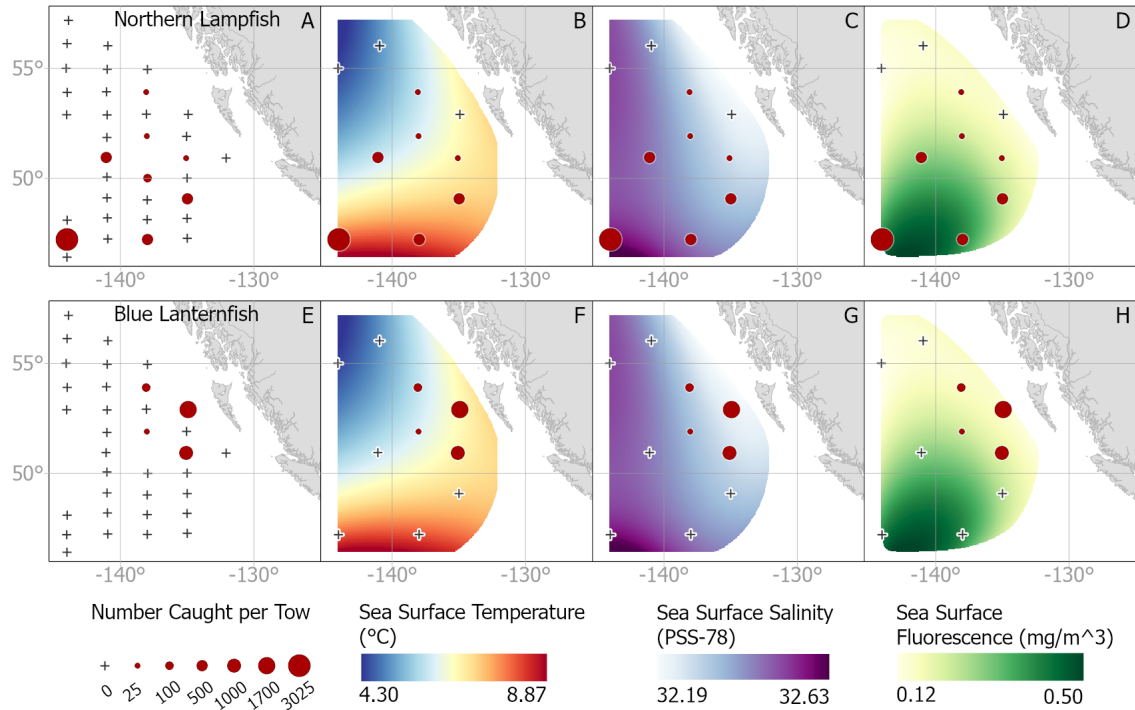 Northern Lampfish A B C D
55°
50°
-140° -130° -140° -130° -140° -130° -140° -130°
Blue Lanternfish E F G H
55°
50°
-140° -130° -140° -130° -140° -130° -140° -130°
Number Caught per Tow
0 25 100 500 1000 1700 3025
Sea Surface Temperature
(°C)
4.30 8.87
Sea Surface Salinity
(PSS-78)
32.19 32.63
Sea Surface
Fluorescence (mg/m^3)
0.12 0.50